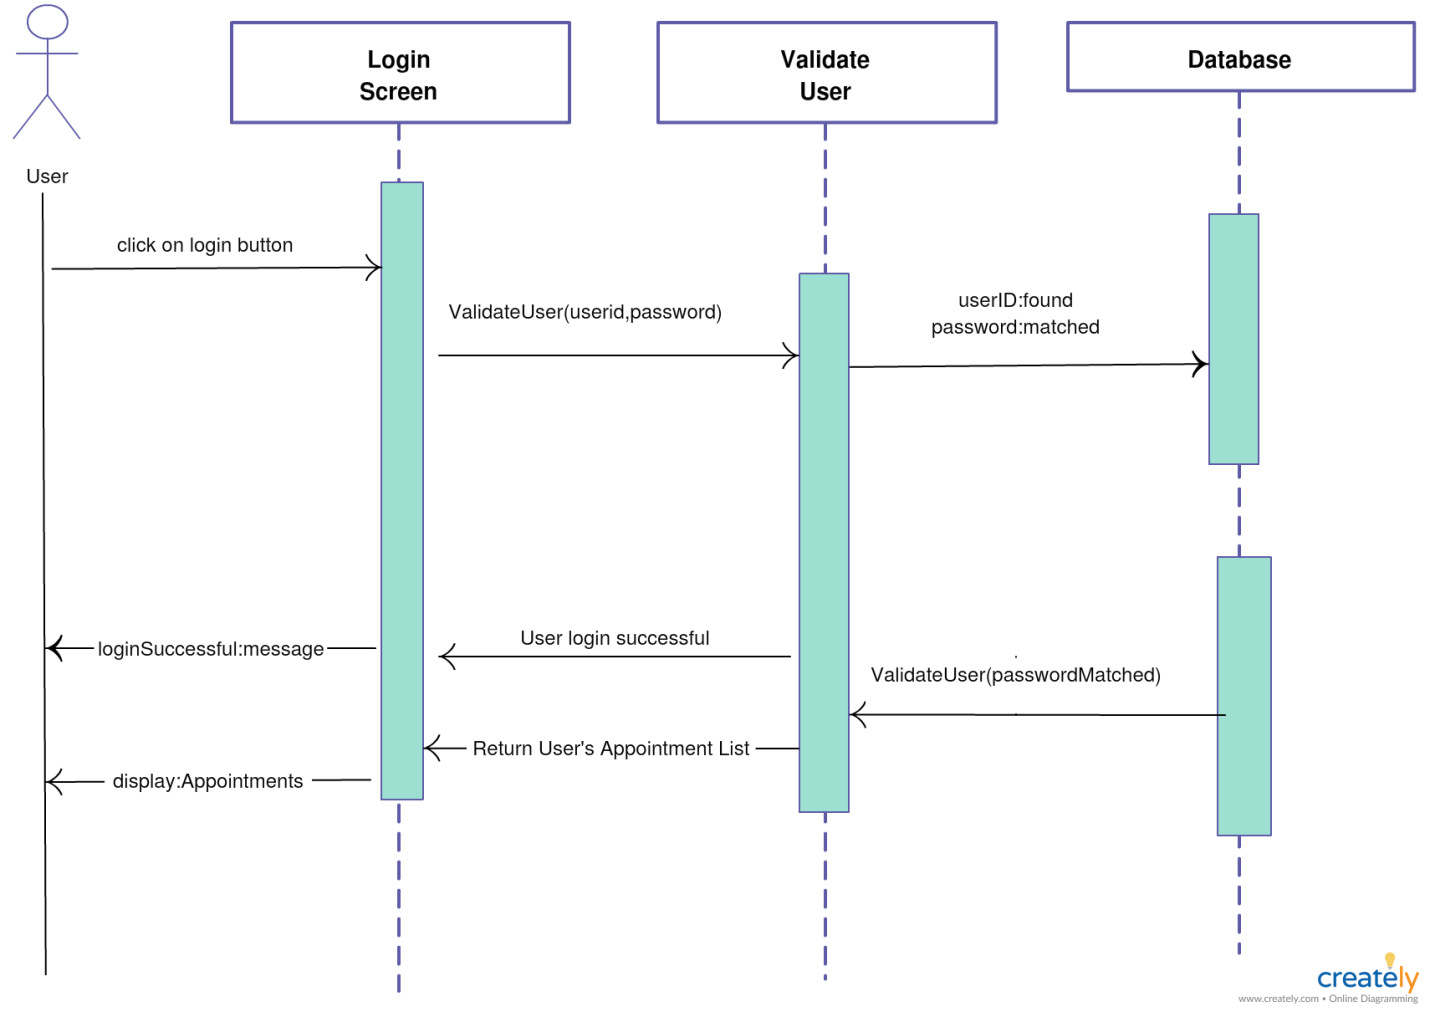 Login
Screen
Validate
User
Database
User
click on login button
ValidateUser(userid,password)
userID:found
password:matched
loginSuccessful:message
User login successful
ValidateUser(passwordMatched)
Return User's Appointment List
display:Appointments
creately
www.creately.com • Online Diagramming